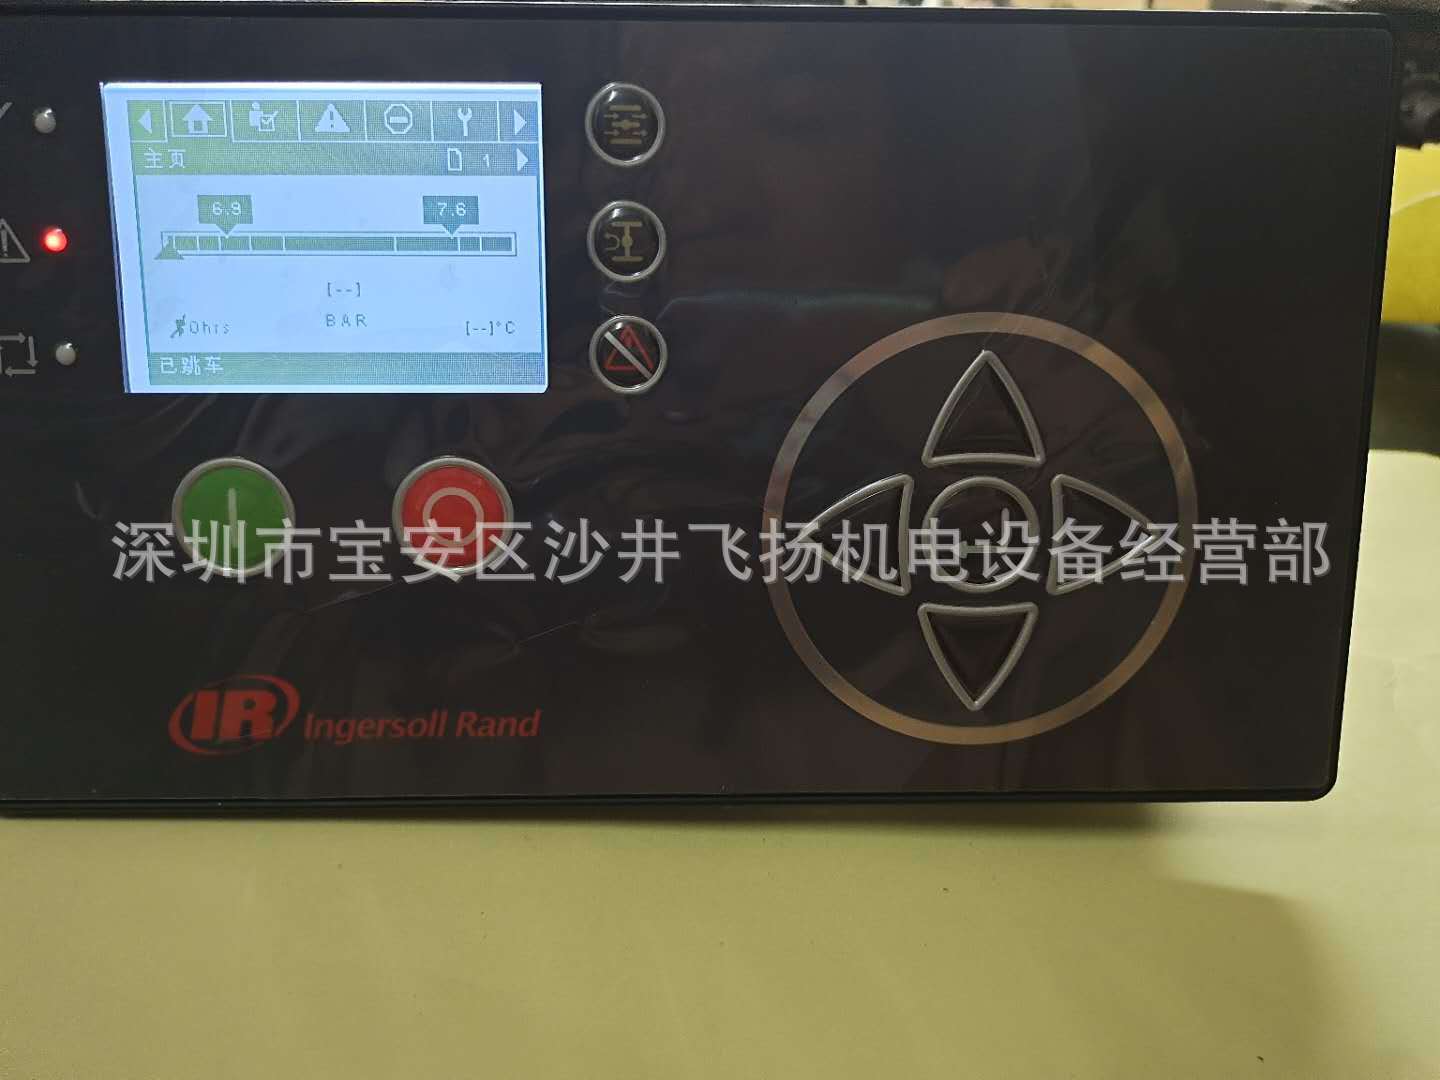 主页
1
6.9
7.6
[--]
BAR
0hrs
[--]°C
已跳车
深圳市宝安区沙井飞扬机电设备经营部
IR Ingersoll Rand